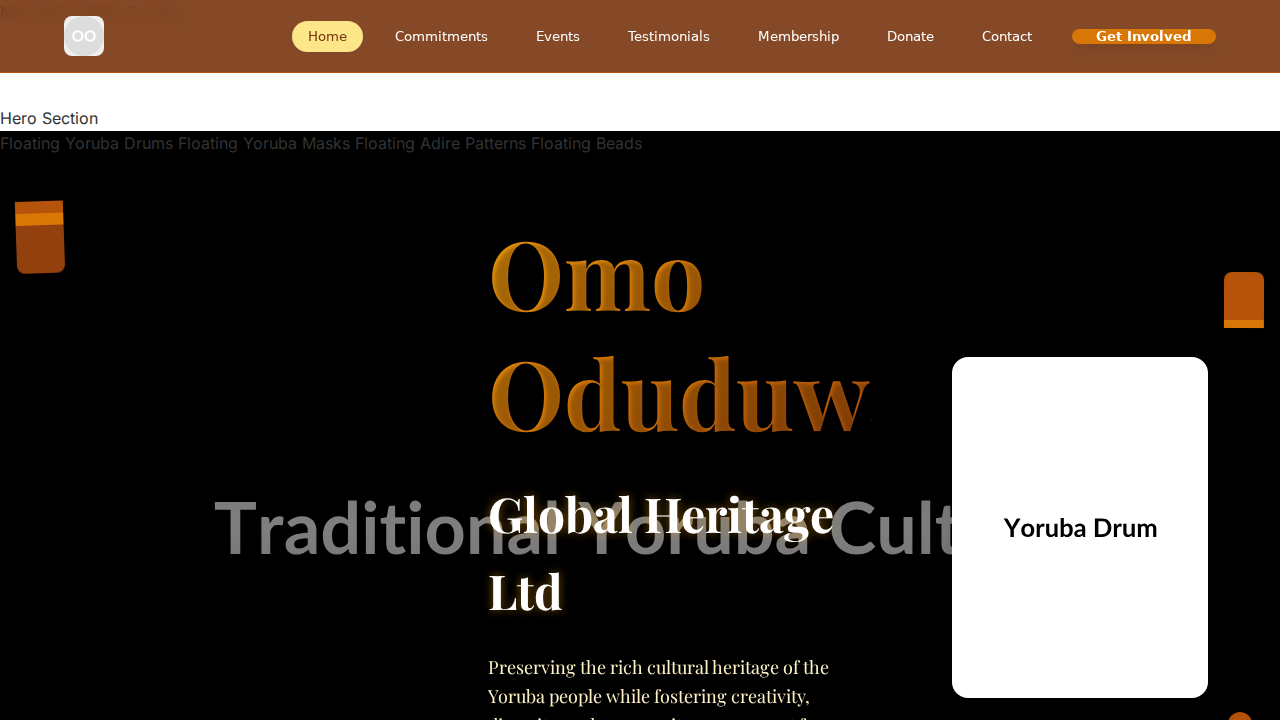 OO
Home
Commitments
Events
Testimonials
Membership
Donate
Contact
Get Involved
Hero Section
Floating Yoruba Drums Floating Yoruba Masks Floating Adire Patterns Floating Beads
Omo
Oduduw
Traditional Yoruba Cult
Global Heritage
Ltd
Yoruba Drum
Preserving the rich cultural heritage of the
Yoruba people while fostering creativity,